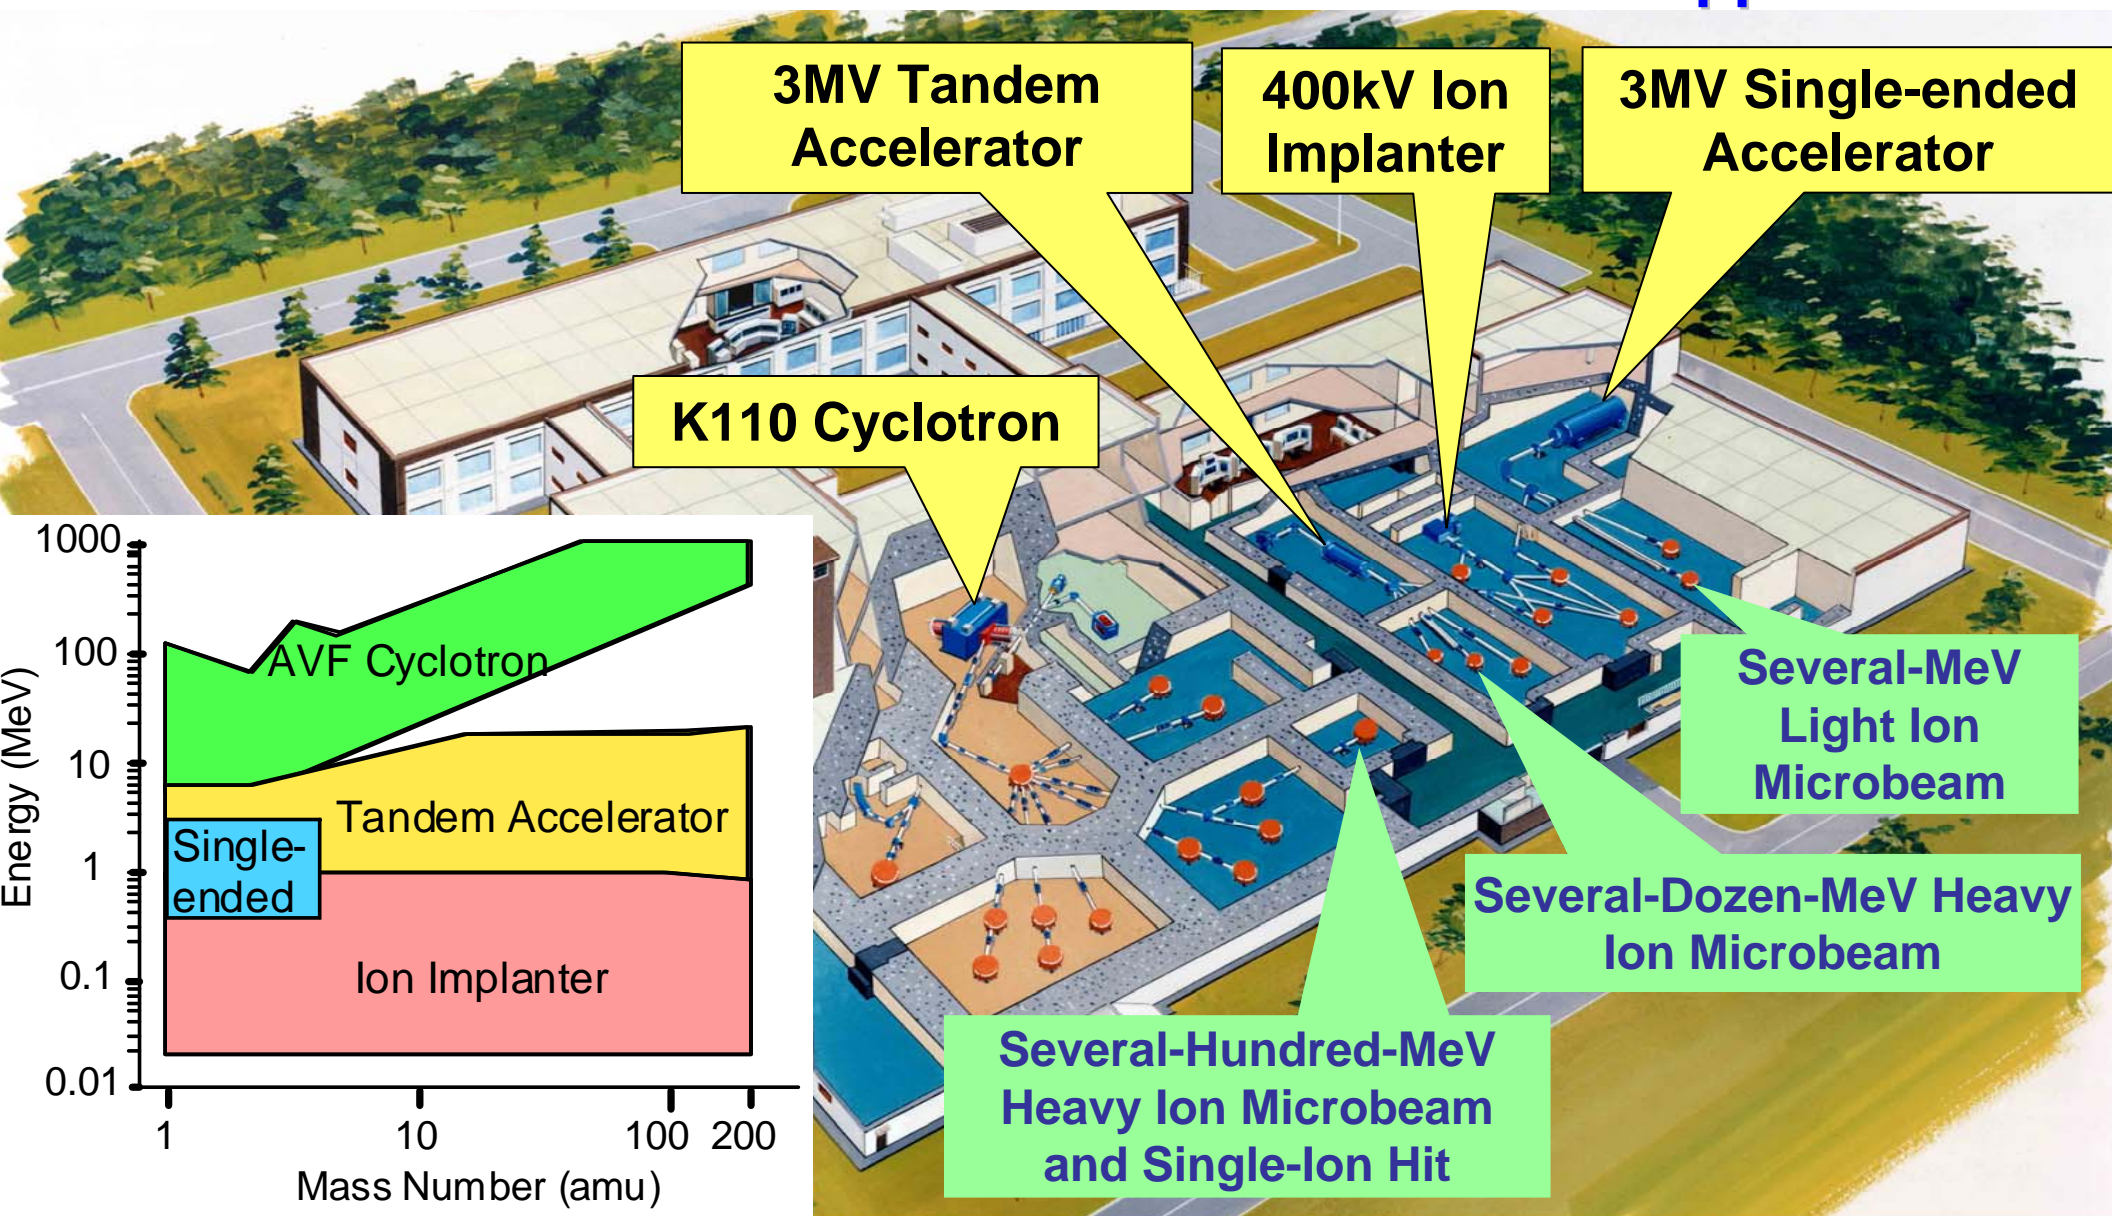 3MV Tandem
Accelerator
400kV Ion
Implanter
3MV Single-ended
Accelerator
K110 Cyclotron
1000
100
10
1
0.1
0.01
Energy (MeV)
AVF Cyclotron
Tandem Accelerator
Single-
ended
Ion Implanter
1
10
100
200
Mass Number (amu)
Several-MeV
Light Ion
Microbeam
Several-Dozen-MeV Heavy
Ion Microbeam
Several-Hundred-MeV
Heavy Ion Microbeam
and Single-Ion Hit